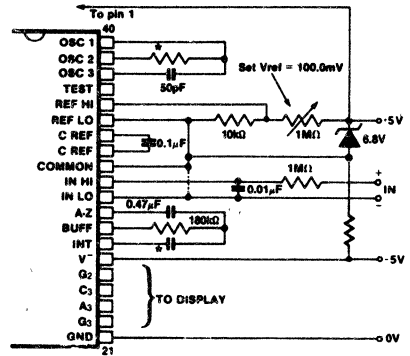 To pin 1
40
OSC 1
OSC 2
*
OSC 3
50pF
TEST
Set Vref = 100.0mV
REF HI
REF LO
10kΩ
1MΩ
-5V
6.8V
C REF
0.1μF
C REF
COMMON
1MΩ
IN HI
+
0.01μF
IN
IN LO
-
0.47μF
A-Z
BUFF
180kΩ
INT
*
V-
-5V
G2
C3
TO DISPLAY
A3
G3
GND
0V
21